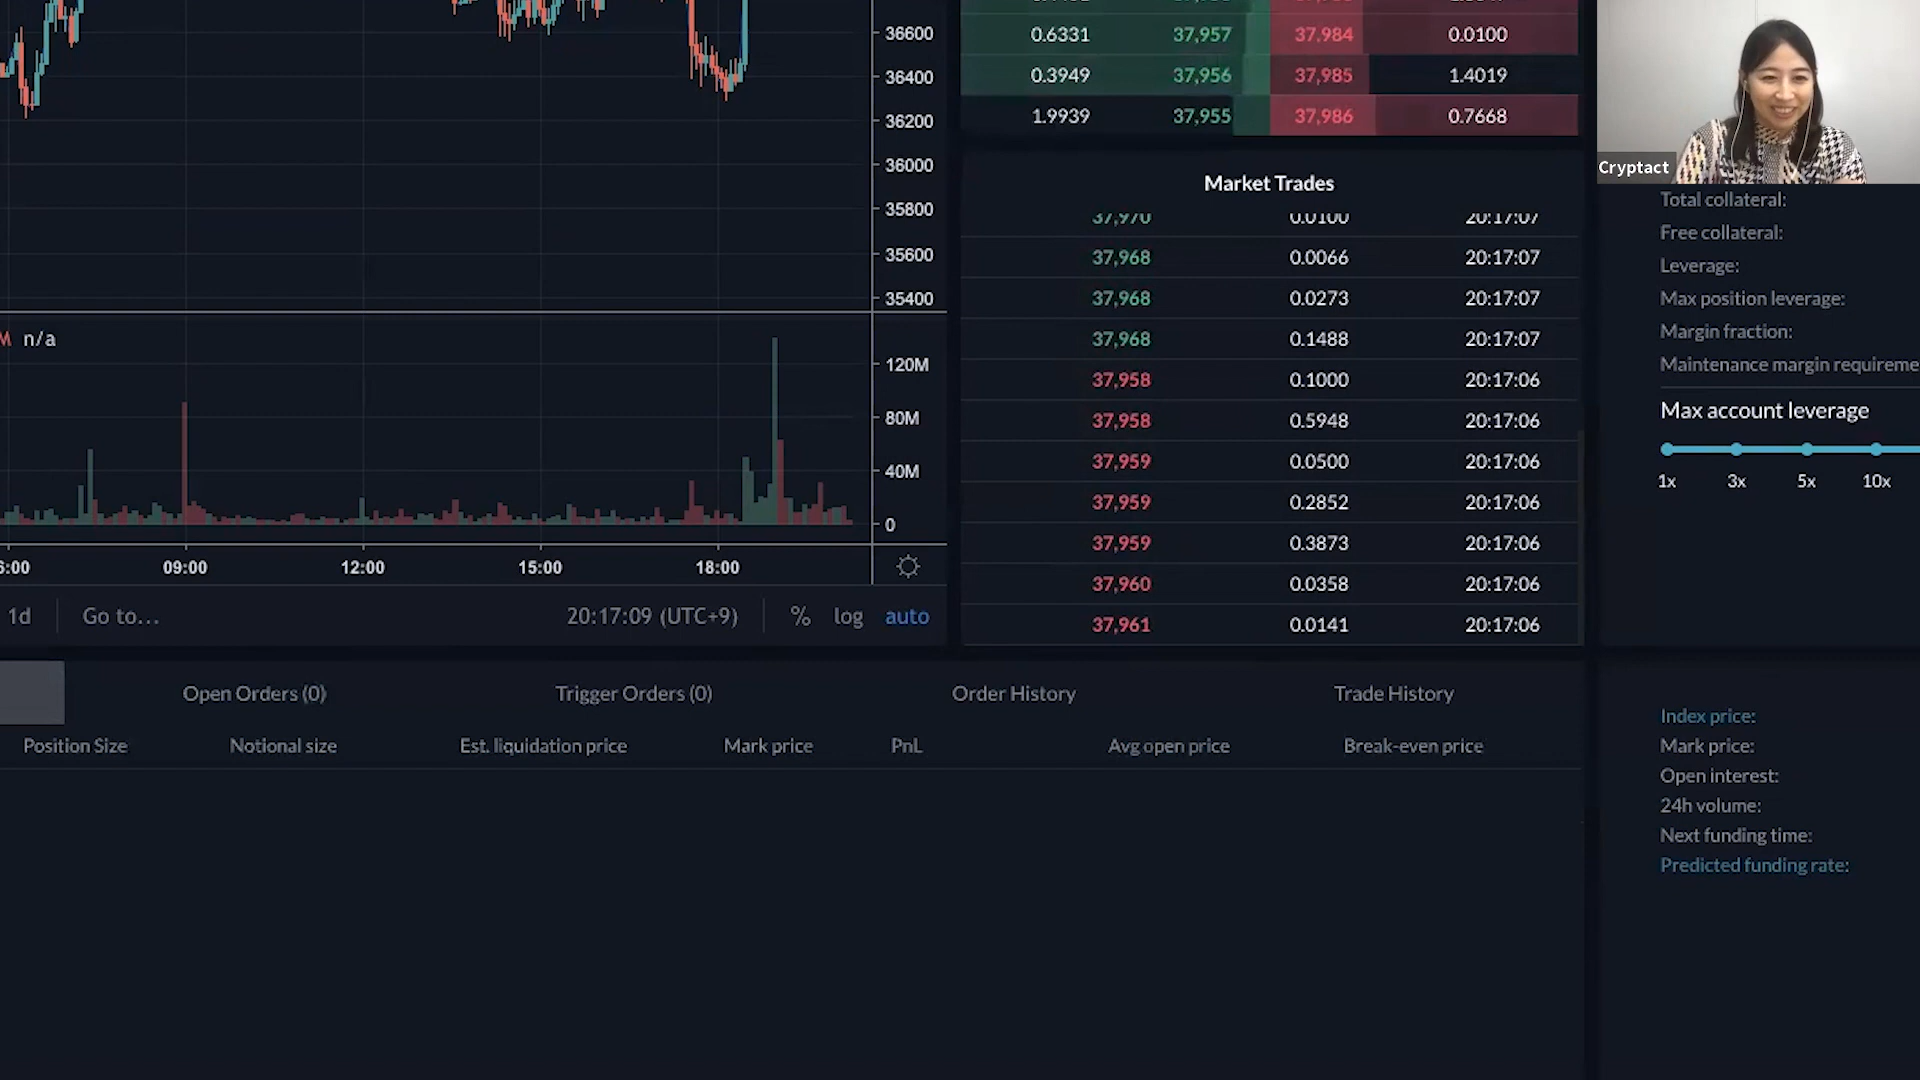 36600
36400
36200
36000
35800
35600
35400
M n/a
120M
80M
40M
0
09:00 12:00 15:00 18:00
1d Go to... 20:17:09 (UTC+9) % log auto
0.6331 37,957 37,984 0.0100
0.3949 37,956 37,985 1.4019
1.9939 37,955 37,986 0.7668
Market Trades
37,970 0.0100 20:17:07
37,968 0.0066 20:17:07
37,968 0.0273 20:17:07
37,968 0.1488 20:17:07
37,958 0.1000 20:17:06
37,958 0.5948 20:17:06
37,959 0.0500 20:17:06
37,959 0.2852 20:17:06
37,959 0.3873 20:17:06
37,960 0.0358 20:17:06
37,961 0.0141 20:17:06
Cryptact
Total collateral:
Free collateral:
Leverage:
Max position leverage:
Margin fraction:
Maintenance margin requireme
Max account leverage
1x 3x 5x 10x
Open Orders (0) Trigger Orders (0) Order History Trade History
Position Size Notional size Est. liquidation price Mark price PnL Avg open price Break-even price
Index price:
Mark price:
Open interest:
24h volume:
Next funding time:
Predicted funding rate: